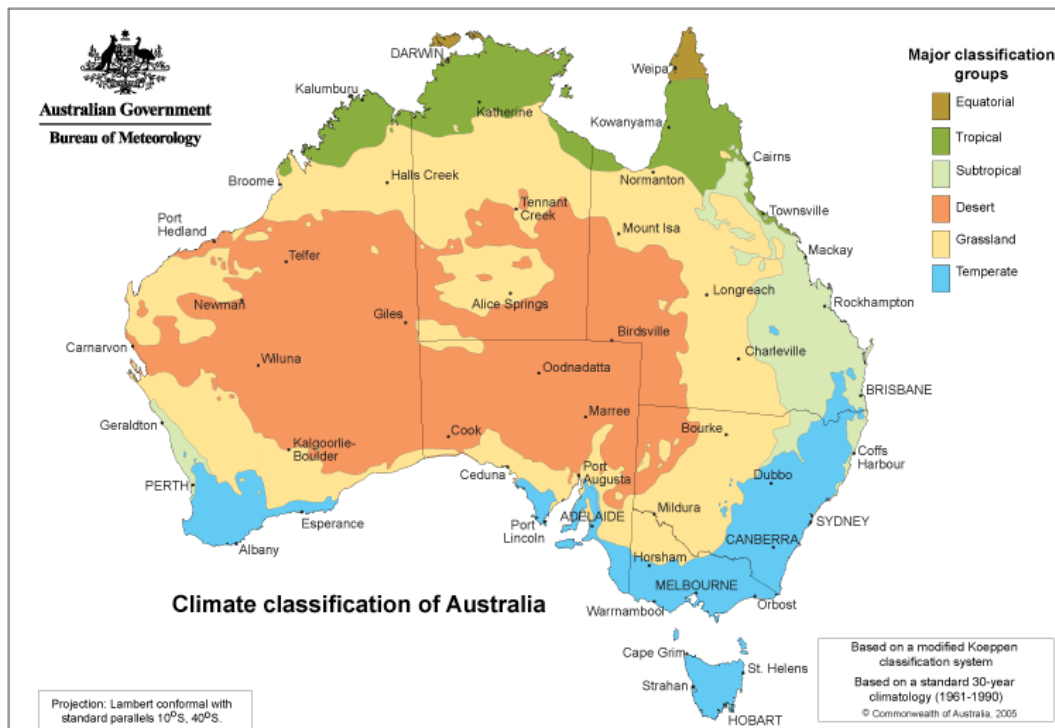 Australian Government
Bureau of Meteorology
Major classification
groups
Equatorial
Tropical
Subtropical
Desert
Grassland
Temperate
DARWIN
Weipa
Kalumburu
Katherine
Kowanyama
Cairns
Broome
Halls Creek
Normanton
Tennant
Creek
Townsville
Port
Hedland
Mount Isa
Telfer
Mackay
Newman
Alice Springs
Longreach
Rockhampton
Giles
Birdsville
Carnarvon
Wiluna
Charleville
Oodnadatta
BRISBANE
Geraldton
Marree
Cook
Bourke
Kalgoorlie-
Boulder
Coffs
Harbour
Ceduna
Port
Augusta
Dubbo
PERTH
Mildura
Esperance
Port
Lincoln
ADELAIDE
SYDNEY
CANBERRA
Albany
Horsham
MELBOURNE
Orbost
Warrnambool
Climate classification of Australia
Cape Grim
St. Helens
Strahan
HOBART
Projection: Lambert conformal with
standard parallels 10°S, 40°S.
Based on a modified Koeppen
classification system
Based on a standard 30-year
climatology (1961-1990)
© Commonwealth of Australia, 2005